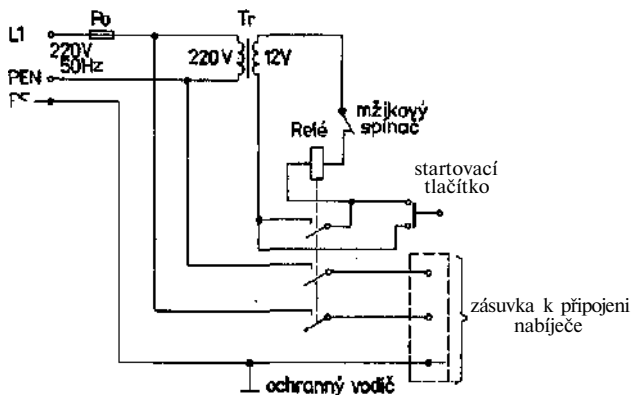 Po
Tr
L1
220V
50Hz
220V
12V
PEN
mžikový
spínač
Relé
startovací
tlačítko
zásuvka k připojeni
nabíječe
ochranný vodič